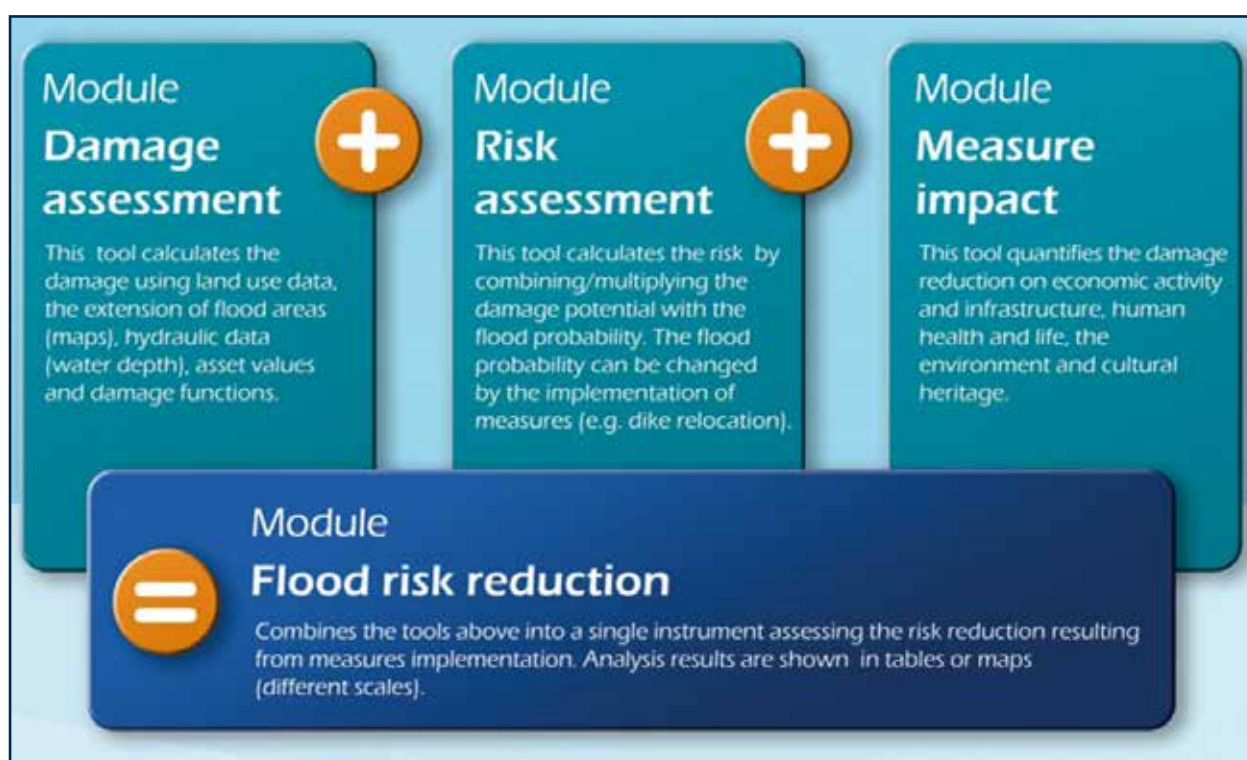 Module
Damage
assessment
This tool calculates the
damage using land use data,
the extension of flood areas
(maps), hydraulic data
(water depth), asset values
and damage functions.
+
Module
Risk
assessment
This tool calculates the risk by
combining/multiplying the
damage potential with the
flood probability. The flood
probability can be changed
by the implementation of
measures (e.g. dike relocation).
+
Module
Measure
impact
This tool quantifies the damage
reduction on economic activity
and infrastructure, human
health and life, the
environment and cultural
heritage.
=
Module
Flood risk reduction
Combines the tools above into a single instrument assessing the risk reduction resulting
from measures implementation. Analysis results are shown in tables or maps
(different scales).